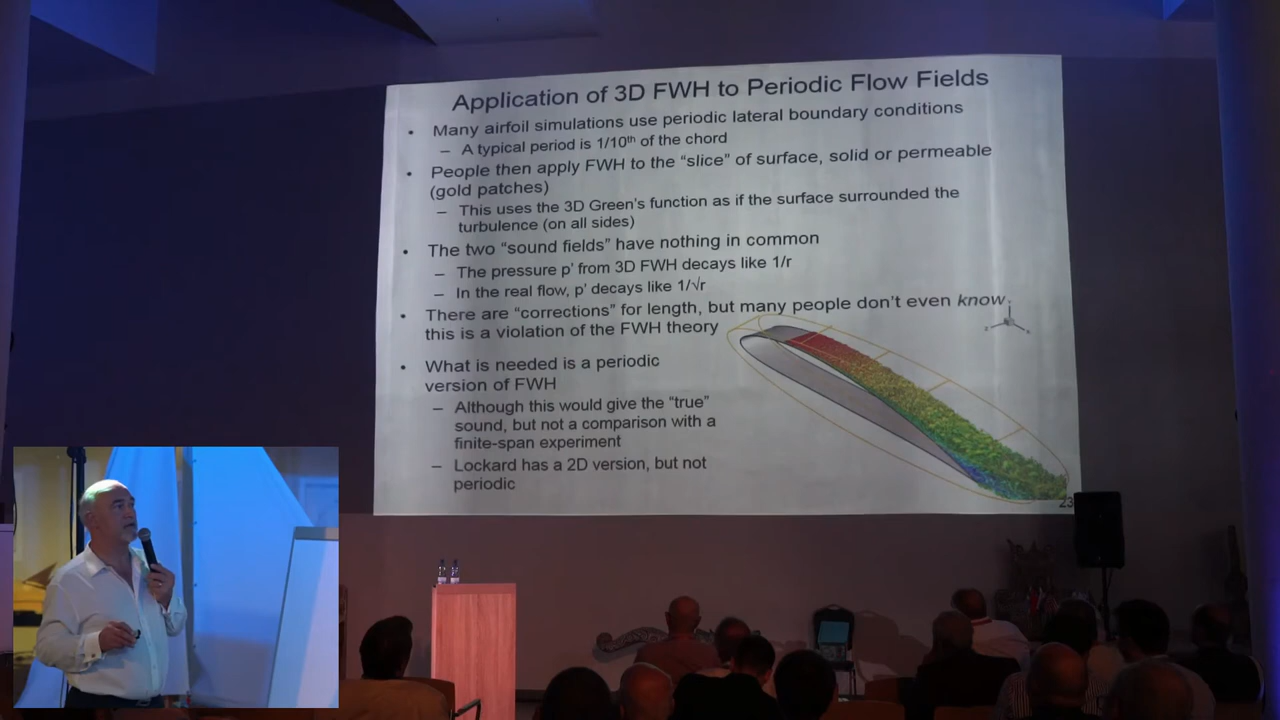 Application of 3D FWH to Periodic Flow Fields
• Many airfoil simulations use periodic lateral boundary conditions
– A typical period is 1/10th of the chord
• People then apply FWH to the “slice” of surface, solid or permeable
(gold patches)
– This uses the 3D Green’s function as if the surface surrounded the
turbulence (on all sides)
• The two “sound fields” have nothing in common
– The pressure p’ from 3D FWH decays like 1/r
– In the real flow, p’ decays like 1/√r
• There are “corrections” for length, but many people don’t even know
this is a violation of the FWH theory
• What is needed is a periodic
version of FWH
– Although this would give the “true”
sound, but not a comparison with a
finite-span experiment
– Lockard has a 2D version, but not
periodic
23